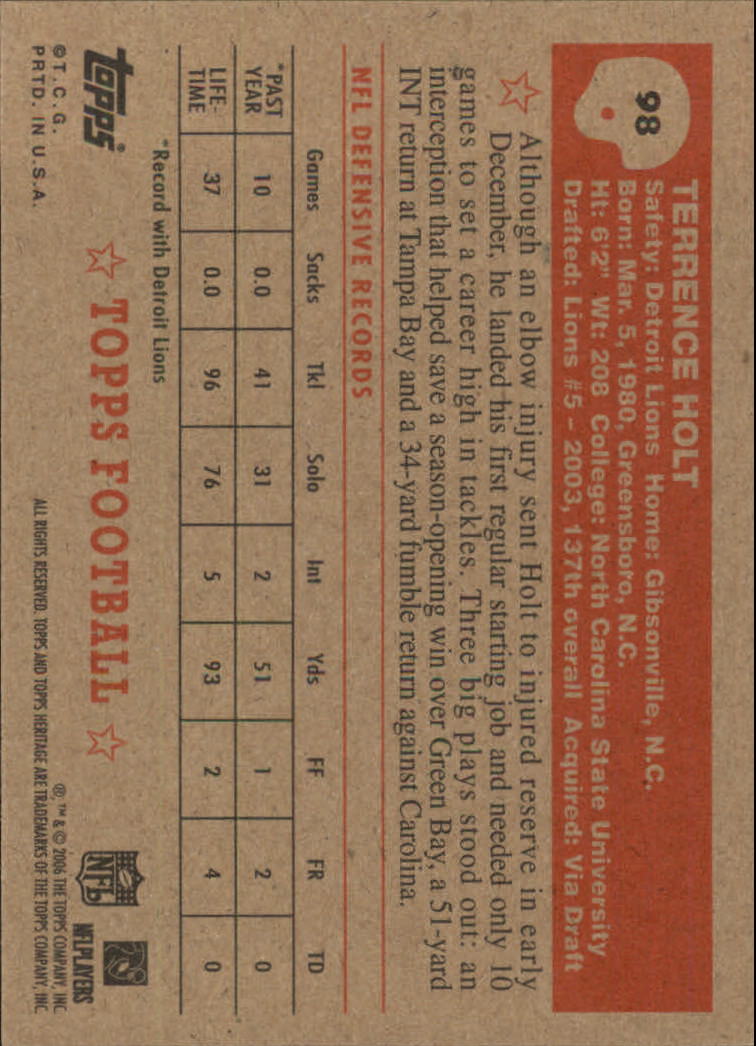 98
TERRENCE HOLT
Safety: Detroit Lions Home: Gibsonville, N.C.
Born: Mar. 5, 1980, Greensboro, N.C.
Ht: 6'2" Wt: 208 College: North Carolina State University
Drafted: Lions #5 - 2003, 137th overall Acquired: Via Draft
Although an elbow injury sent Holt to injured reserve in early
December, he landed his first regular starting job and needed only 10
games to set a career high in tackles. Three big plays stood out: an
interception that helped save a season-opening win over Green Bay, a 51-yard
INT return at Tampa Bay and a 34-yard fumble return against Carolina.
NFL DEFENSIVE RECORDS
Games Sacks Tkl Solo Int Yds FF FR TD
*PAST YEAR 10 0.0 41 31 2 51 1 2 0
LIFE-TIME 37 0.0 96 76 5 93 2 4 0
*Record with Detroit Lions
topps®
TOPPS FOOTBALL
NFL
NFLPLAYERS
©T.C.G.
PRTD. IN U.S.A.
®, ™ & © 2006 THE TOPPS COMPANY, INC
ALL RIGHTS RESERVED. TOPPS AND TOPPS HERITAGE ARE TRADEMARKS OF THE TOPPS COMPANY, INC